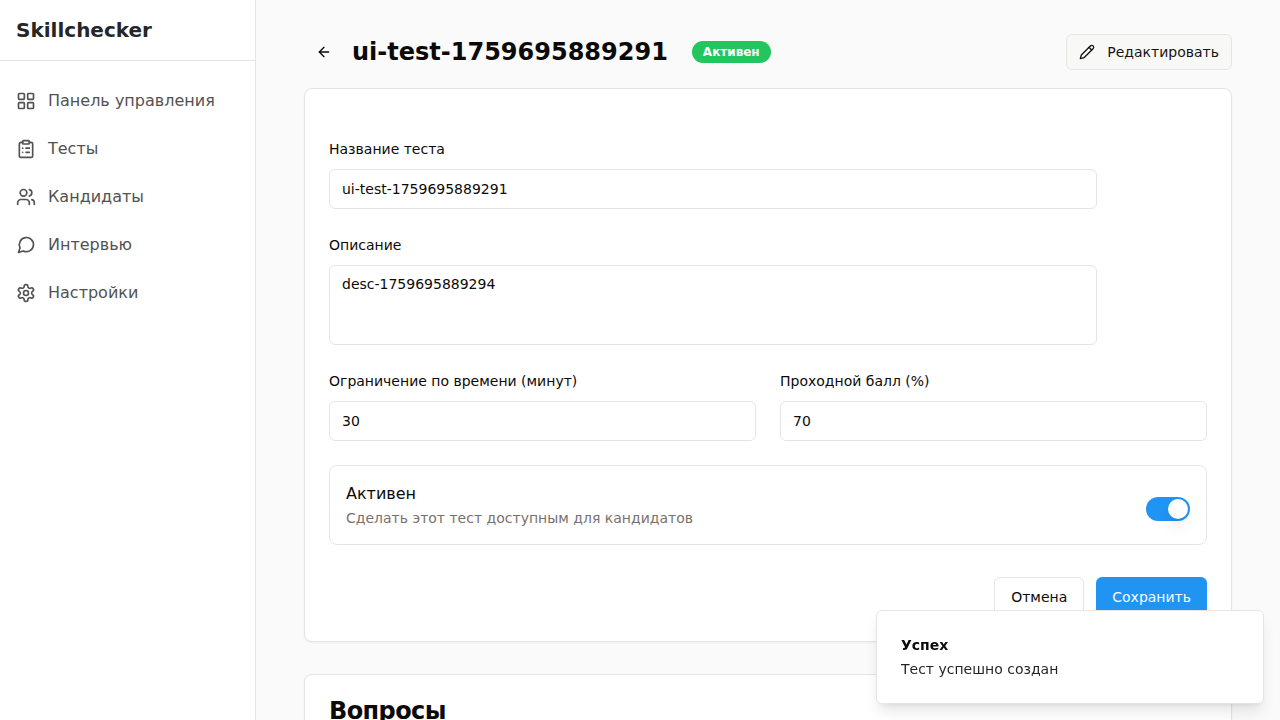 Skillchecker
Панель управления
Тесты
Кандидаты
Интервью
Настройки
ui-test-1759695889291
Активен
Редактировать
Название теста
ui-test-1759695889291
Описание
desc-1759695889294
Ограничение по времени (минут)
Проходной балл (%)
30
70
Активен
Сделать этот тест доступным для кандидатов
Отмена
Сохранить
Успех
Тест успешно создан
Вопросы